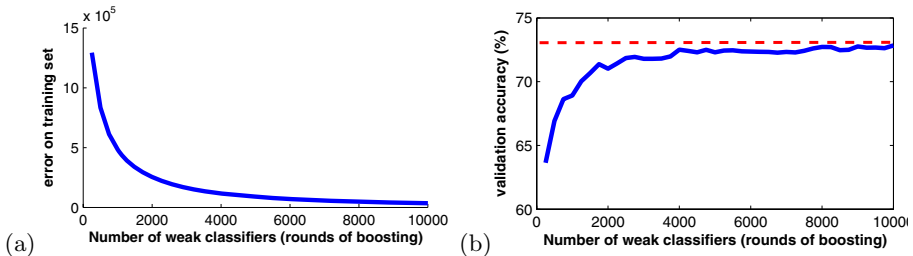 x 10^5
15
10
5
0
error on training set
0 2000 4000 6000 8000 10000
Number of weak classifiers (rounds of boosting)
(a)
75
70
65
60
validation accuracy (%)
0 2000 4000 6000 8000 10000
Number of weak classifiers (rounds of boosting)
(b)